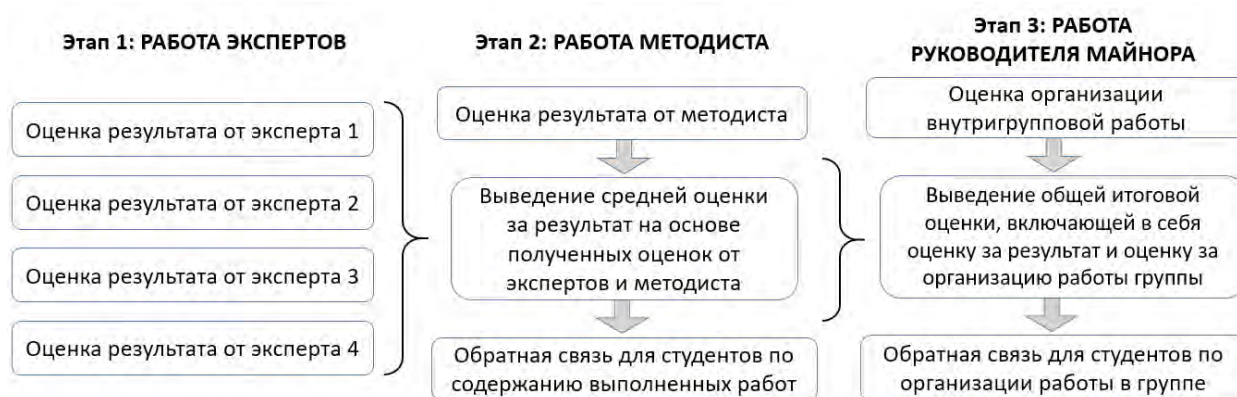 Этап 1: РАБОТА ЭКСПЕРТОВ
Оценка результата от эксперта 1
Оценка результата от эксперта 2
Оценка результата от эксперта 3
Оценка результата от эксперта 4
Этап 2: РАБОТА МЕТОДИСТА
Оценка результата от методиста
Выведение средней оценки
за результат на основе
полученных оценок от
экспертов и методиста
Обратная связь для студентов по
содержанию выполненных работ
Этап 3: РАБОТА
РУКОВОДИТЕЛЯ МАЙНОРА
Оценка организации
внутригрупповой работы
Выведение общей итоговой
оценки, включающей в себя
оценку за результат и оценку за
организацию работы группы
Обратная связь для студентов по
организации работы в группе